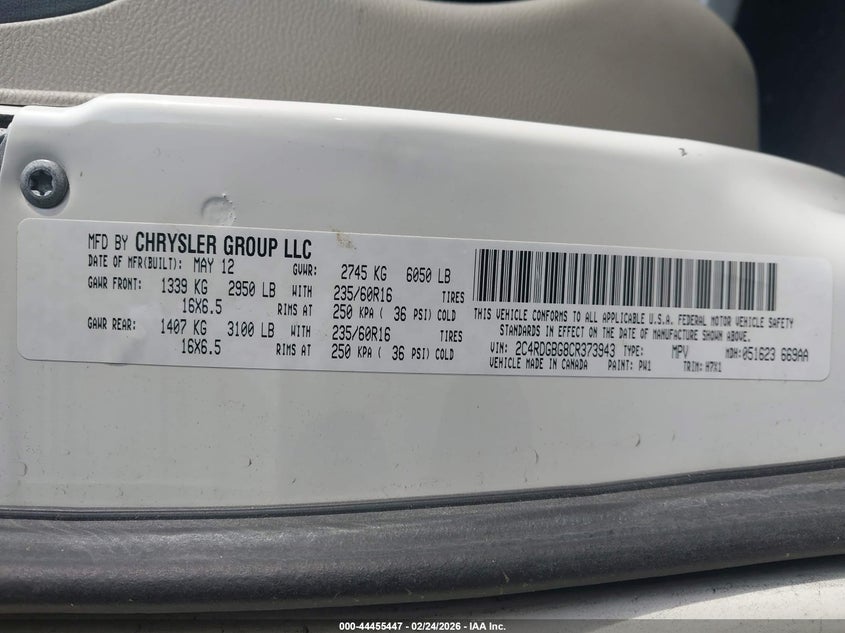 MFD BY CHRYSLER GROUP LLC
DATE OF MFR(BUILT): MAY 12 GVWR: 2745 KG 6050 LB
GAWR FRONT: 1339 KG 2950 LB WITH 235/60R16 TIRES
16X6.5 RIMS AT 250 KPA ( 36 PSI) COLD
GAWR REAR: 1407 KG 3100 LB WITH 235/60R16 TIRES
16X6.5 RIMS AT 250 KPA ( 36 PSI) COLD
THIS VEHICLE CONFORMS TO ALL APPLICABLE U.S.A. FEDERAL MOTOR VEHICLE SAFETY
STANDARDS IN EFFECT ON THE DATE OF MANUFACTURE SHOWN ABOVE.
VIN: 2C4RDGBG8CR373943 TYPE: MPV MDH: 051623 669AA
VEHICLE MADE IN CANADA PAINT: PW1 TRIM: H7X1
000-44455447 - 02/24/2026 - IAA Inc.